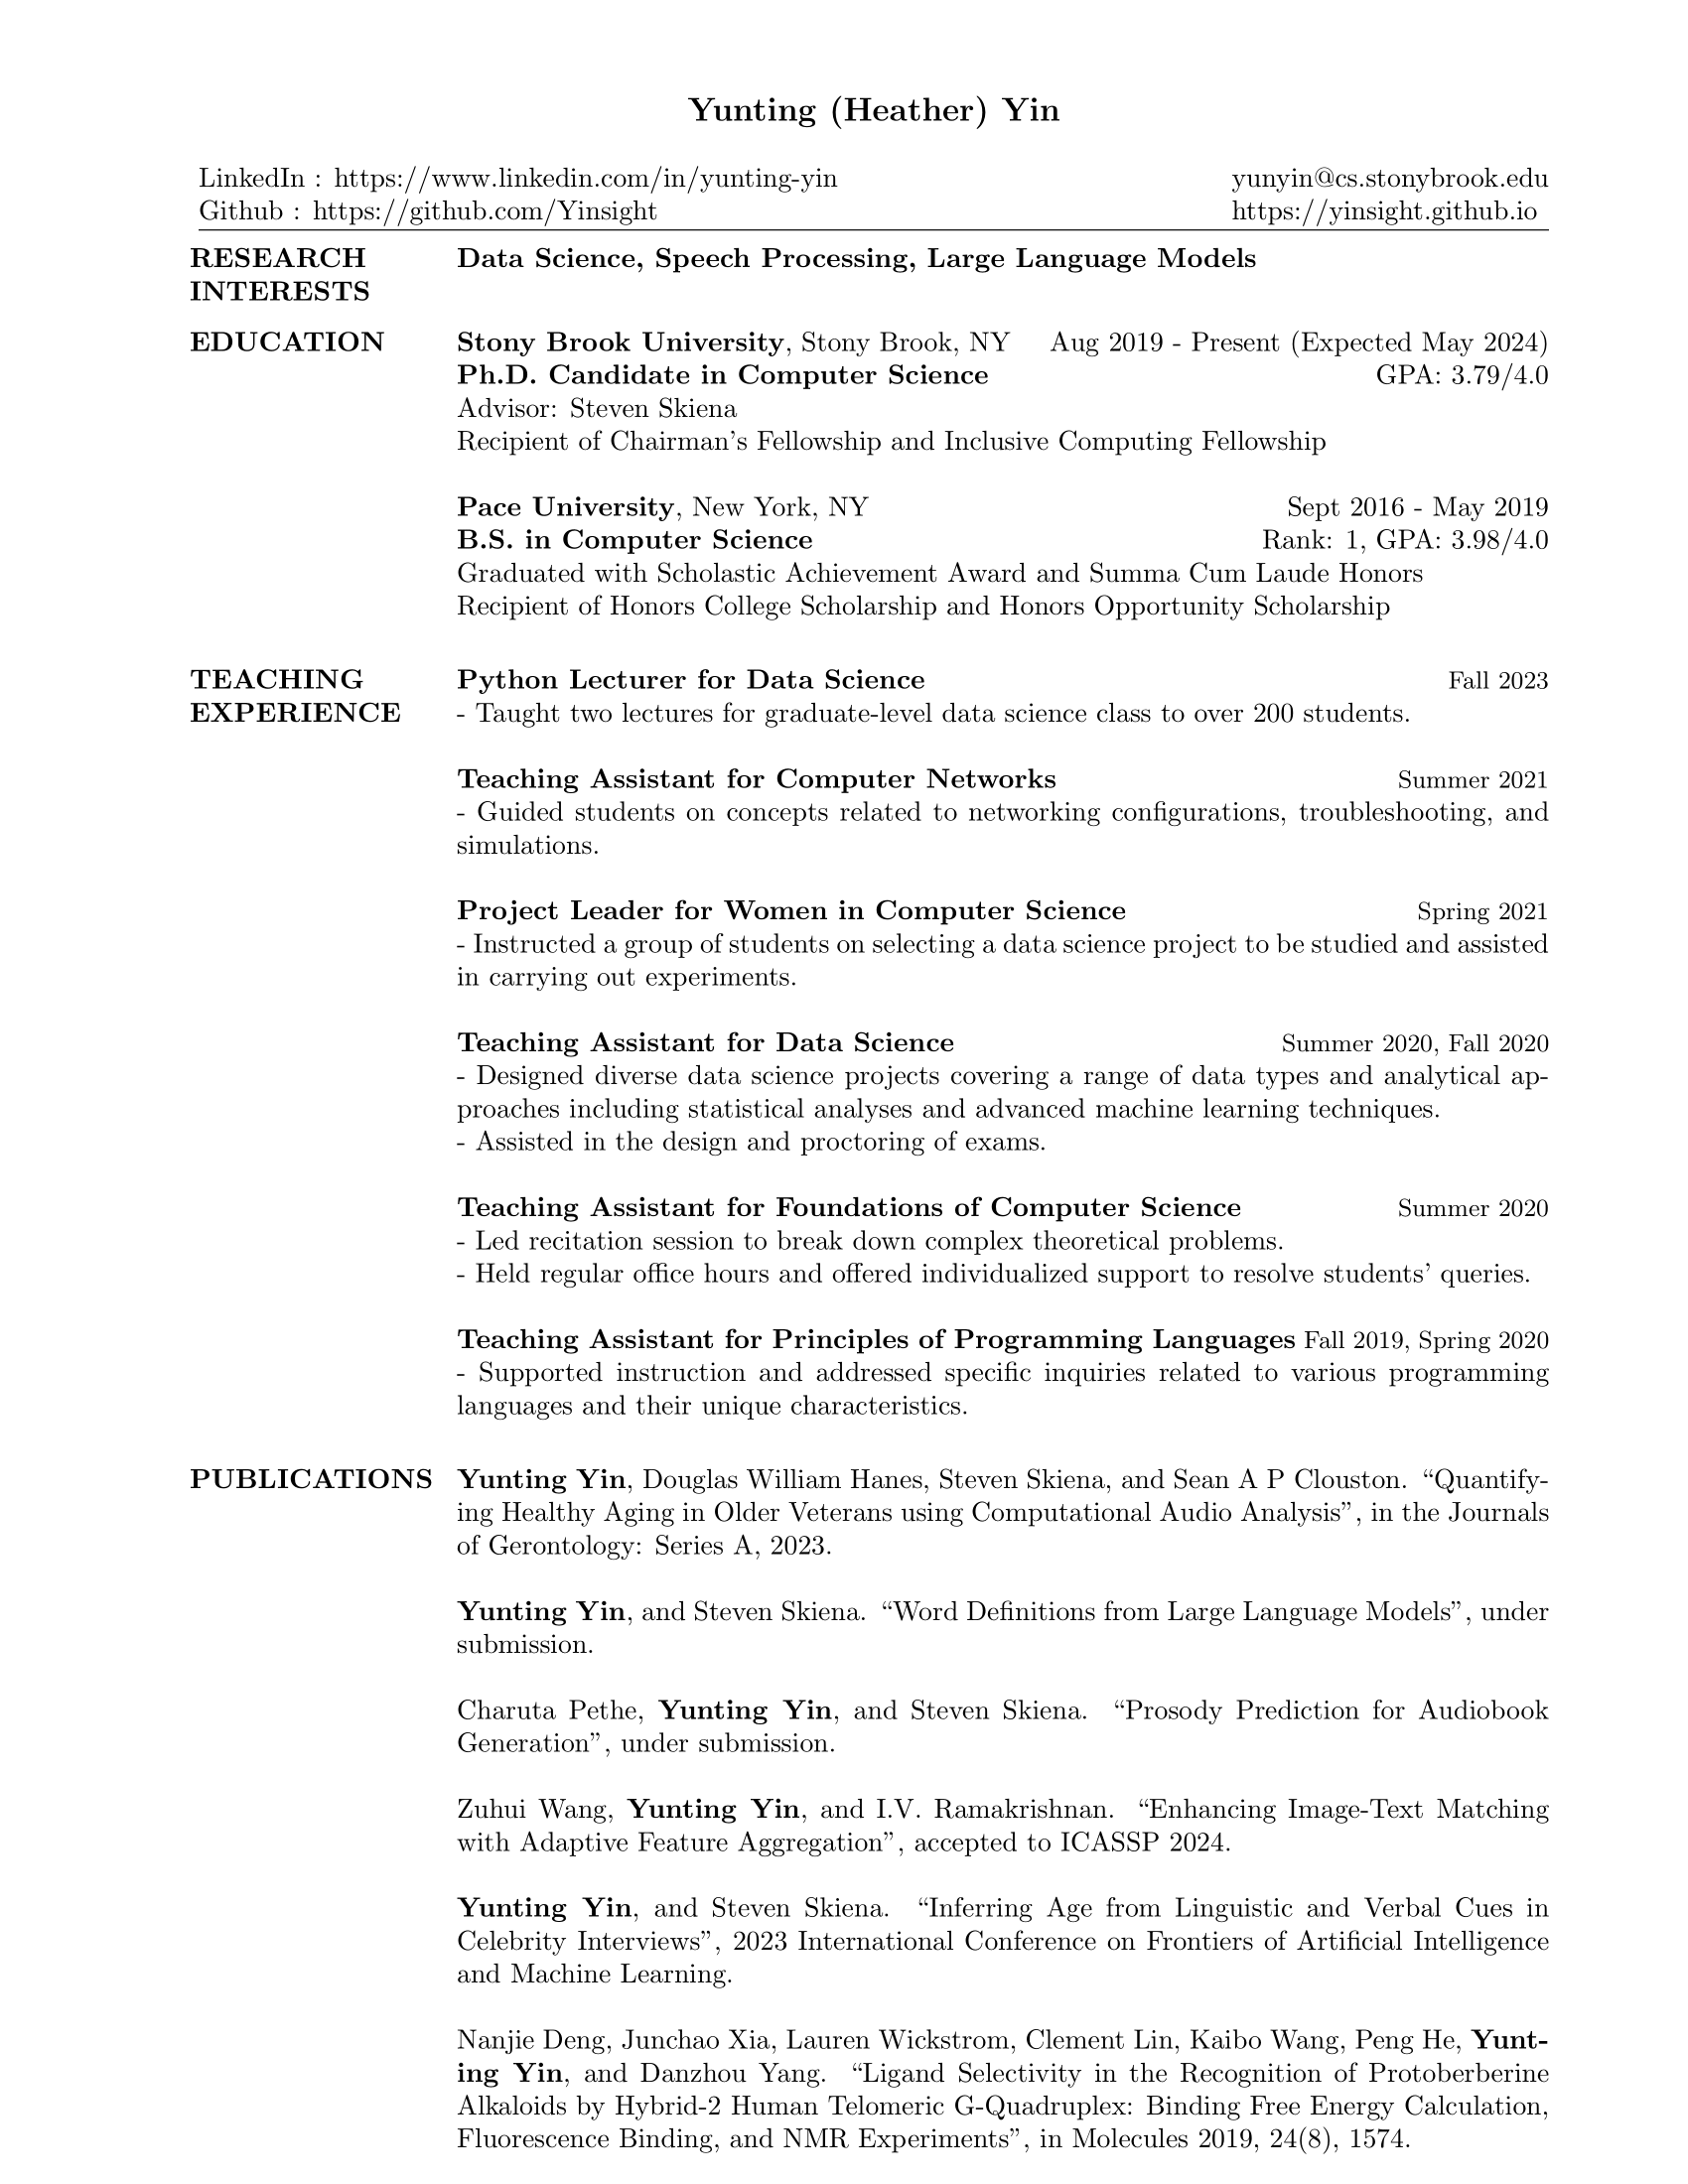 Yunting (Heather) Yin
LinkedIn : https://www.linkedin.com/in/yunting-yin yunyin@cs.stonybrook.edu
Github : https://github.com/Yinsight https://yinsight.github.io
RESEARCH Data Science, Speech Processing, Large Language Models
INTERESTS
EDUCATION Stony Brook University, Stony Brook, NY Aug 2019 - Present (Expected May 2024)
Ph.D. Candidate in Computer Science GPA: 3.79/4.0
Advisor: Steven Skiena
Recipient of Chairman's Fellowship and Inclusive Computing Fellowship
Pace University, New York, NY Sept 2016 - May 2019
B.S. in Computer Science Rank: 1, GPA: 3.98/4.0
Graduated with Scholastic Achievement Award and Summa Cum Laude Honors
Recipient of Honors College Scholarship and Honors Opportunity Scholarship
TEACHING Python Lecturer for Data Science Fall 2023
EXPERIENCE - Taught two lectures for graduate-level data science class to over 200 students.
Teaching Assistant for Computer Networks Summer 2021
- Guided students on concepts related to networking configurations, troubleshooting, and
simulations.
Project Leader for Women in Computer Science Spring 2021
- Instructed a group of students on selecting a data science project to be studied and assisted
in carrying out experiments.
Teaching Assistant for Data Science Summer 2020, Fall 2020
- Designed diverse data science projects covering a range of data types and analytical ap-
proaches including statistical analyses and advanced machine learning techniques.
- Assisted in the design and proctoring of exams.
Teaching Assistant for Foundations of Computer Science Summer 2020
- Led recitation session to break down complex theoretical problems.
- Held regular office hours and offered individualized support to resolve students' queries.
Teaching Assistant for Principles of Programming Languages Fall 2019, Spring 2020
- Supported instruction and addressed specific inquiries related to various programming
languages and their unique characteristics.
PUBLICATIONS Yunting Yin, Douglas William Hanes, Steven Skiena, and Sean A P Clouston. “Quantify-
ing Healthy Aging in Older Veterans using Computational Audio Analysis”, in the Journals
of Gerontology: Series A, 2023.
Yunting Yin, and Steven Skiena. “Word Definitions from Large Language Models”, under
submission.
Charuta Pethe, Yunting Yin, and Steven Skiena. “Prosody Prediction for Audiobook
Generation”, under submission.
Zuhui Wang, Yunting Yin, and I.V. Ramakrishnan. “Enhancing Image-Text Matching
with Adaptive Feature Aggregation”, accepted to ICASSP 2024.
Yunting Yin, and Steven Skiena. “Inferring Age from Linguistic and Verbal Cues in
Celebrity Interviews”, 2023 International Conference on Frontiers of Artificial Intelligence
and Machine Learning.
Nanjie Deng, Junchao Xia, Lauren Wickstrom, Clement Lin, Kaibo Wang, Peng He, Yunt-
ing Yin, and Danzhou Yang. “Ligand Selectivity in the Recognition of Protoberberine
Alkaloids by Hybrid-2 Human Telomeric G-Quadruplex: Binding Free Energy Calculation,
Fluorescence Binding, and NMR Experiments”, in Molecules 2019, 24(8), 1574.